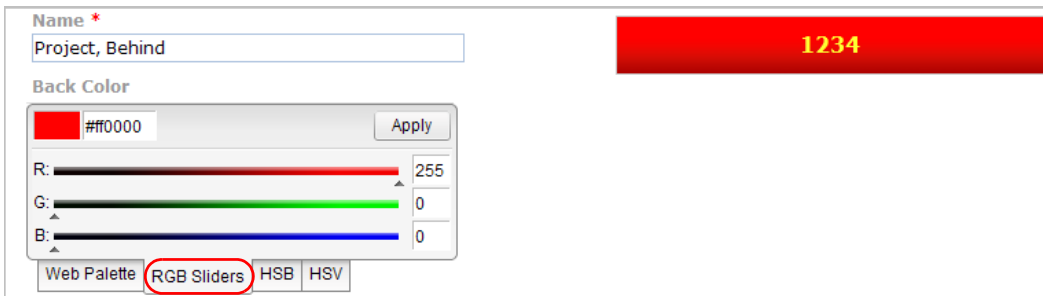 Name *
Project, Behind
1234
Back Color
#ff0000
Apply
R:
255
G:
0
B:
0
Web Palette
RGB Sliders
HSB
HSV